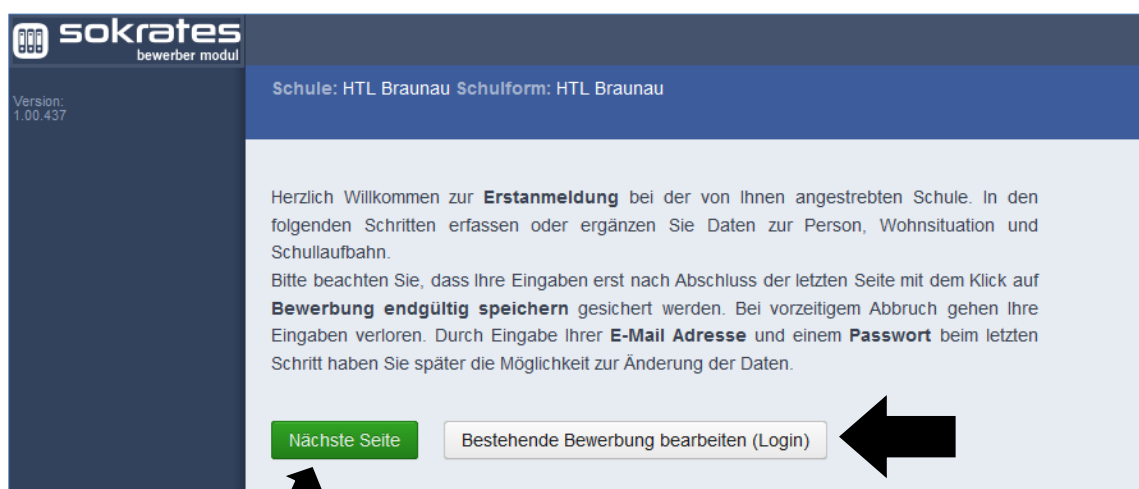 sokrates
bewerber modul
Version:
1.00.437
Schule: HTL Braunau Schulform: HTL Braunau
Herzlich Willkommen zur Erstanmeldung bei der von Ihnen angestrebten Schule. In den
folgenden Schritten erfassen oder ergänzen Sie Daten zur Person, Wohnsituation und
Schullaufbahn.
Bitte beachten Sie, dass Ihre Eingaben erst nach Abschluss der letzten Seite mit dem Klick auf
Bewerbung endgültig speichern gesichert werden. Bei vorzeitigem Abbruch gehen Ihre
Eingaben verloren. Durch Eingabe Ihrer E-Mail Adresse und einem Passwort beim letzten
Schritt haben Sie später die Möglichkeit zur Änderung der Daten.
Nächste Seite
Bestehende Bewerbung bearbeiten (Login)